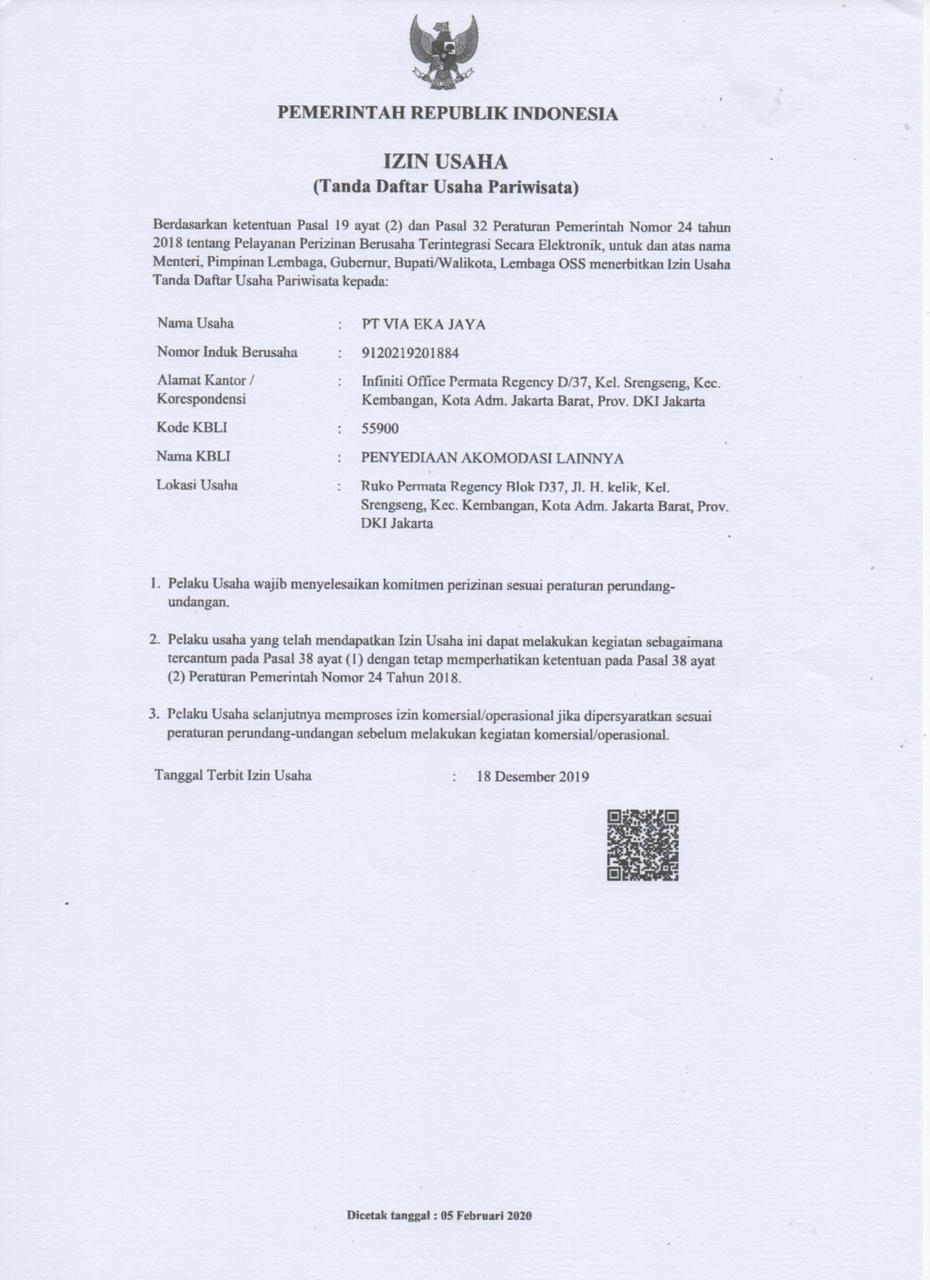 PEMERINTAH REPUBLIK INDONESIA
IZIN USAHA
(Tanda Daftar Usaha Pariwisata)
Berdasarkan ketentuan Pasal 19 ayat (2) dan Pasal 32 Peraturan Pemerintah Nomor 24 tahun
2018 tentang Pelayanan Perizinan Berusaha Terintegrasi Secara Elektronik, untuk dan atas nama
Menteri, Pimpinan Lembaga, Gubernur, Bupati/Walikota, Lembaga OSS menerbitkan Izin Usaha
Tanda Daftar Usaha Pariwisata kepada:
Nama Usaha : PT VIA EKA JAYA
Nomor Induk Berusaha : 9120219201884
Alamat Kantor / : Infiniti Office Permata Regency D/37, Kel. Srengseng, Kec.
Korespondensi Kembangan, Kota Adm. Jakarta Barat, Prov. DKI Jakarta
Kode KBLI : 55900
Nama KBLI : PENYEDIAAN AKOMODASI LAINNYA
Lokasi Usaha : Ruko Permata Regency Blok D37, Jl. H. kelik, Kel.
Srengseng, Kec. Kembangan, Kota Adm. Jakarta Barat, Prov.
DKI Jakarta
1. Pelaku Usaha wajib menyelesaikan komitmen perizinan sesuai peraturan perundang-
undangan.
2. Pelaku usaha yang telah mendapatkan Izin Usaha ini dapat melakukan kegiatan sebagaimana
tercantum pada Pasal 38 ayat (1) dengan tetap memperhatikan ketentuan pada Pasal 38 ayat
(2) Peraturan Pemerintah Nomor 24 Tahun 2018.
3. Pelaku Usaha selanjutnya memproses izin komersial/operasional jika dipersyaratkan sesuai
peraturan perundang-undangan sebelum melakukan kegiatan komersial/operasional.
Tanggal Terbit Izin Usaha : 18 Desember 2019
Dicetak tanggal : 05 Februari 2020